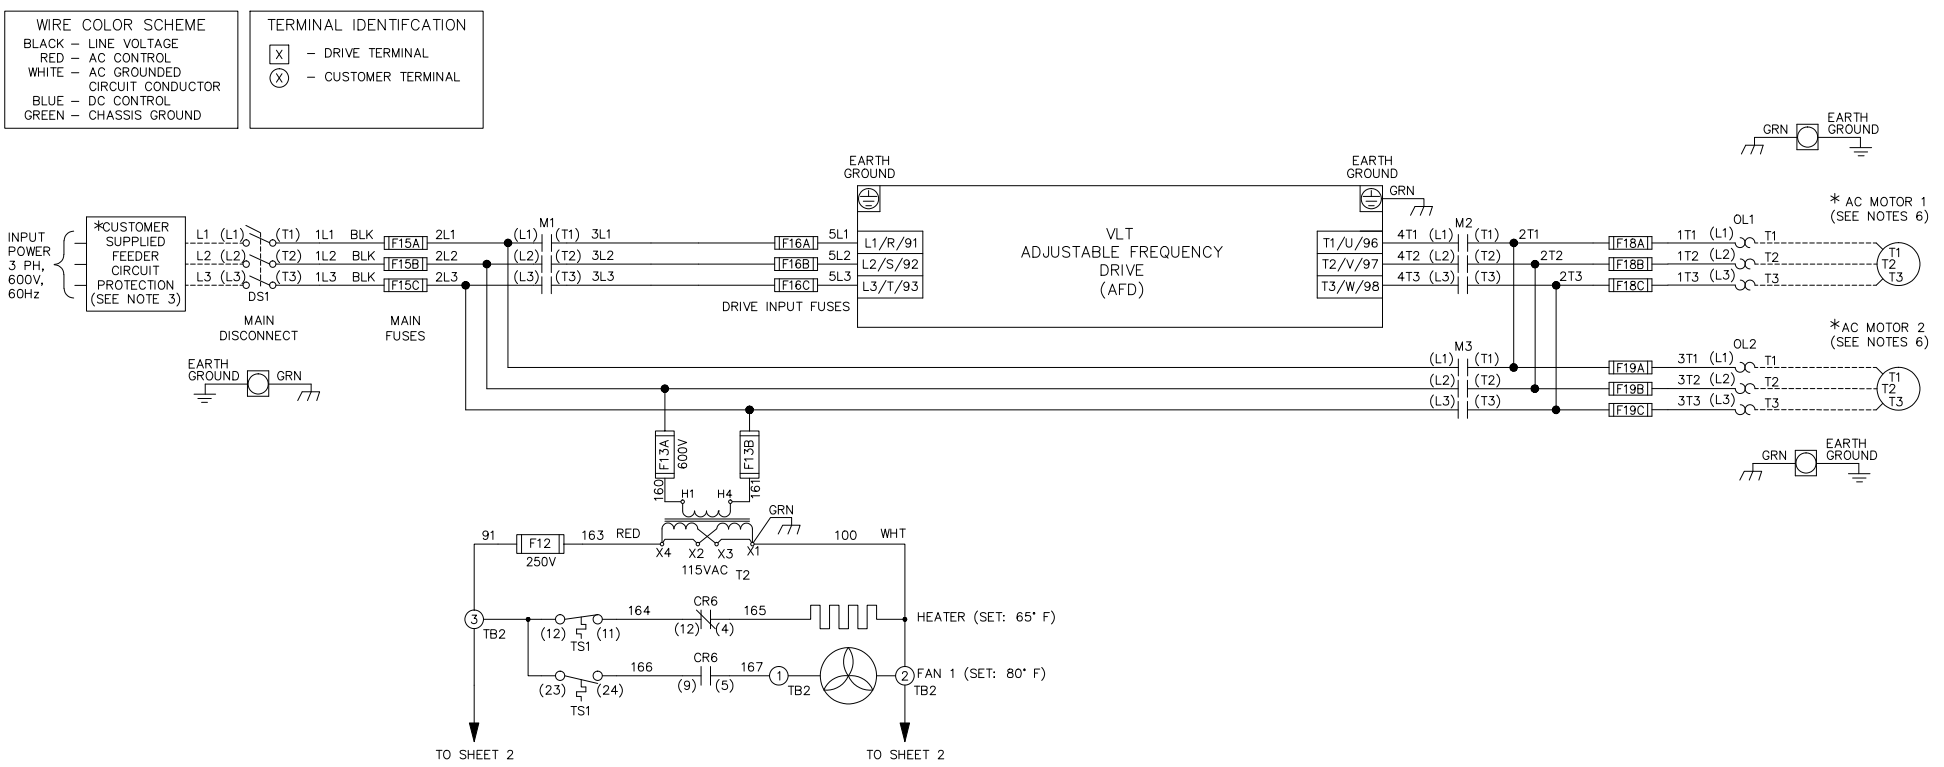 WIRE COLOR SCHEME
BLACK – LINE VOLTAGE
RED – AC CONTROL
WHITE – AC GROUNDED
CIRCUIT CONDUCTOR
BLUE – DC CONTROL
GREEN – CHASSIS GROUND
TERMINAL IDENTIFCATION
X – DRIVE TERMINAL
X – CUSTOMER TERMINAL
INPUT
POWER
3 PH,
600V,
60Hz
*CUSTOMER
SUPPLIED
FEEDER
CIRCUIT
PROTECTION
(SEE NOTE 3)
L1 (L1) (T1) 1L1 BLK F15A 2L1 (L1) M1 (T1) 3L1 F16A 5L1 L1/R/91
L2 (L2) (T2) 1L2 BLK F15B 2L2 (L2) (T2) 3L2 F16B 5L2 L2/S/92
L3 (L3) (T3) 1L3 BLK F15C 2L3 (L3) (T3) 3L3 F16C 5L3 L3/T/93
DS1
MAIN
DISCONNECT
MAIN
FUSES
DRIVE INPUT FUSES
EARTH
GROUND
VLT
ADJUSTABLE FREQUENCY
DRIVE
(AFD)
EARTH
GROUND
GRN
T1/U/96 4T1 (L1) M2 (T1) 2T1 F18A 1T1 (L1) OL1 T1
T2/V/97 4T2 (L2) (T2) 2T2 F18B 1T2 (L2) T2
T3/W/98 4T3 (L3) (T3) 2T3 F18C 1T3 (L3) T3
GRN
EARTH
GROUND
* AC MOTOR 1
(SEE NOTES 6)
T1
T2
T3
EARTH
GROUND
GRN
M3
(L1) (T1) F19A 3T1 (L1) OL2 T1
(L2) (T2) F19B 3T2 (L2) T2
(L3) (T3) F19C 3T3 (L3) T3
*AC MOTOR 2
(SEE NOTES 6)
T1
T2
T3
GRN
EARTH
GROUND
F13A
600V
F13B
160
H1 H4
161
GRN
91 F12 163 RED
250V
X4 X2 X3 X1
100 WHT
115VAC T2
3
TB2
(12) (11) 164 CR6 165 HEATER (SET: 65° F)
TS1
(12) (4)
(23) (24) 166 CR6 167 1 2 FAN 1 (SET: 80° F)
TS1
(9) (5)
TB2
TB2
TO SHEET 2
TO SHEET 2